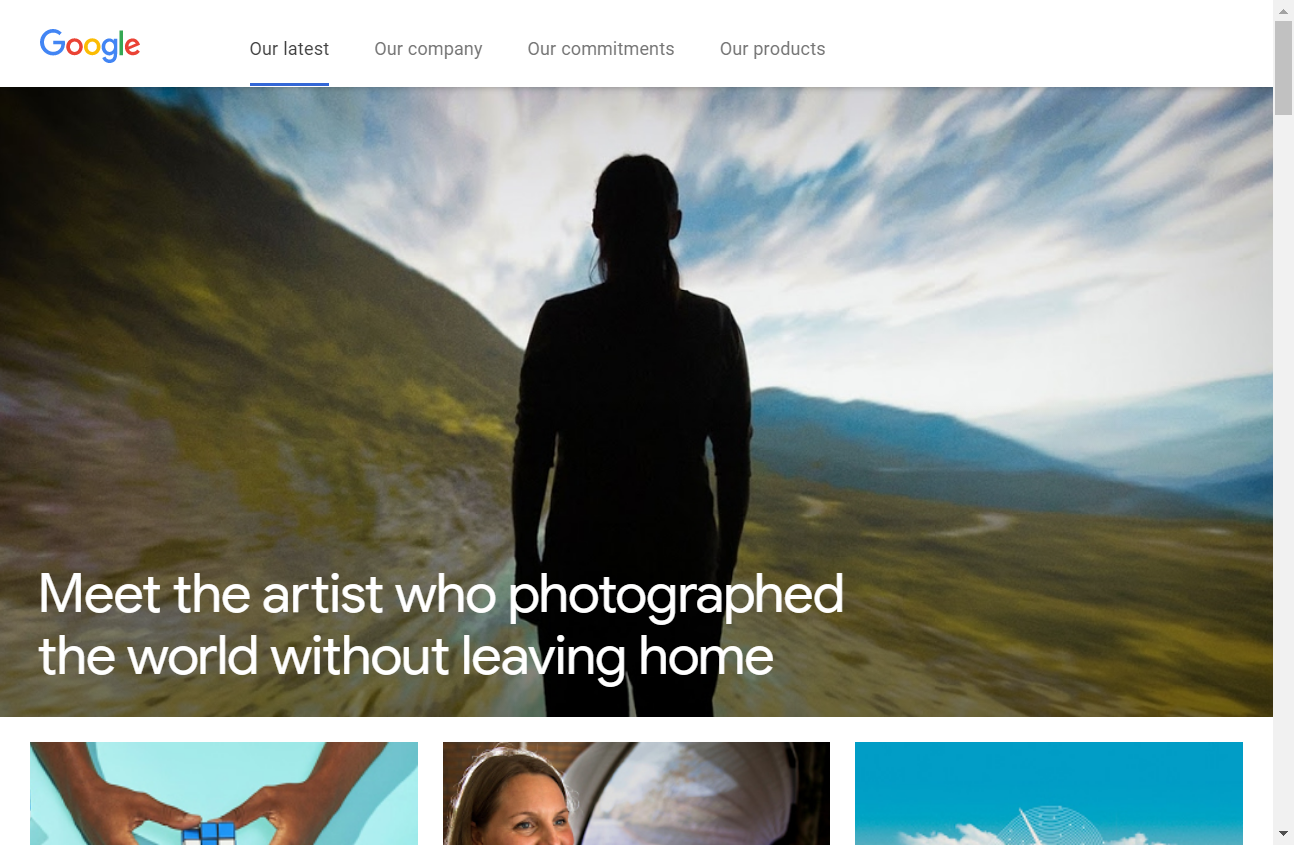 Google
Our latest
Our company
Our commitments
Our products
Meet the artist who photographed
the world without leaving home